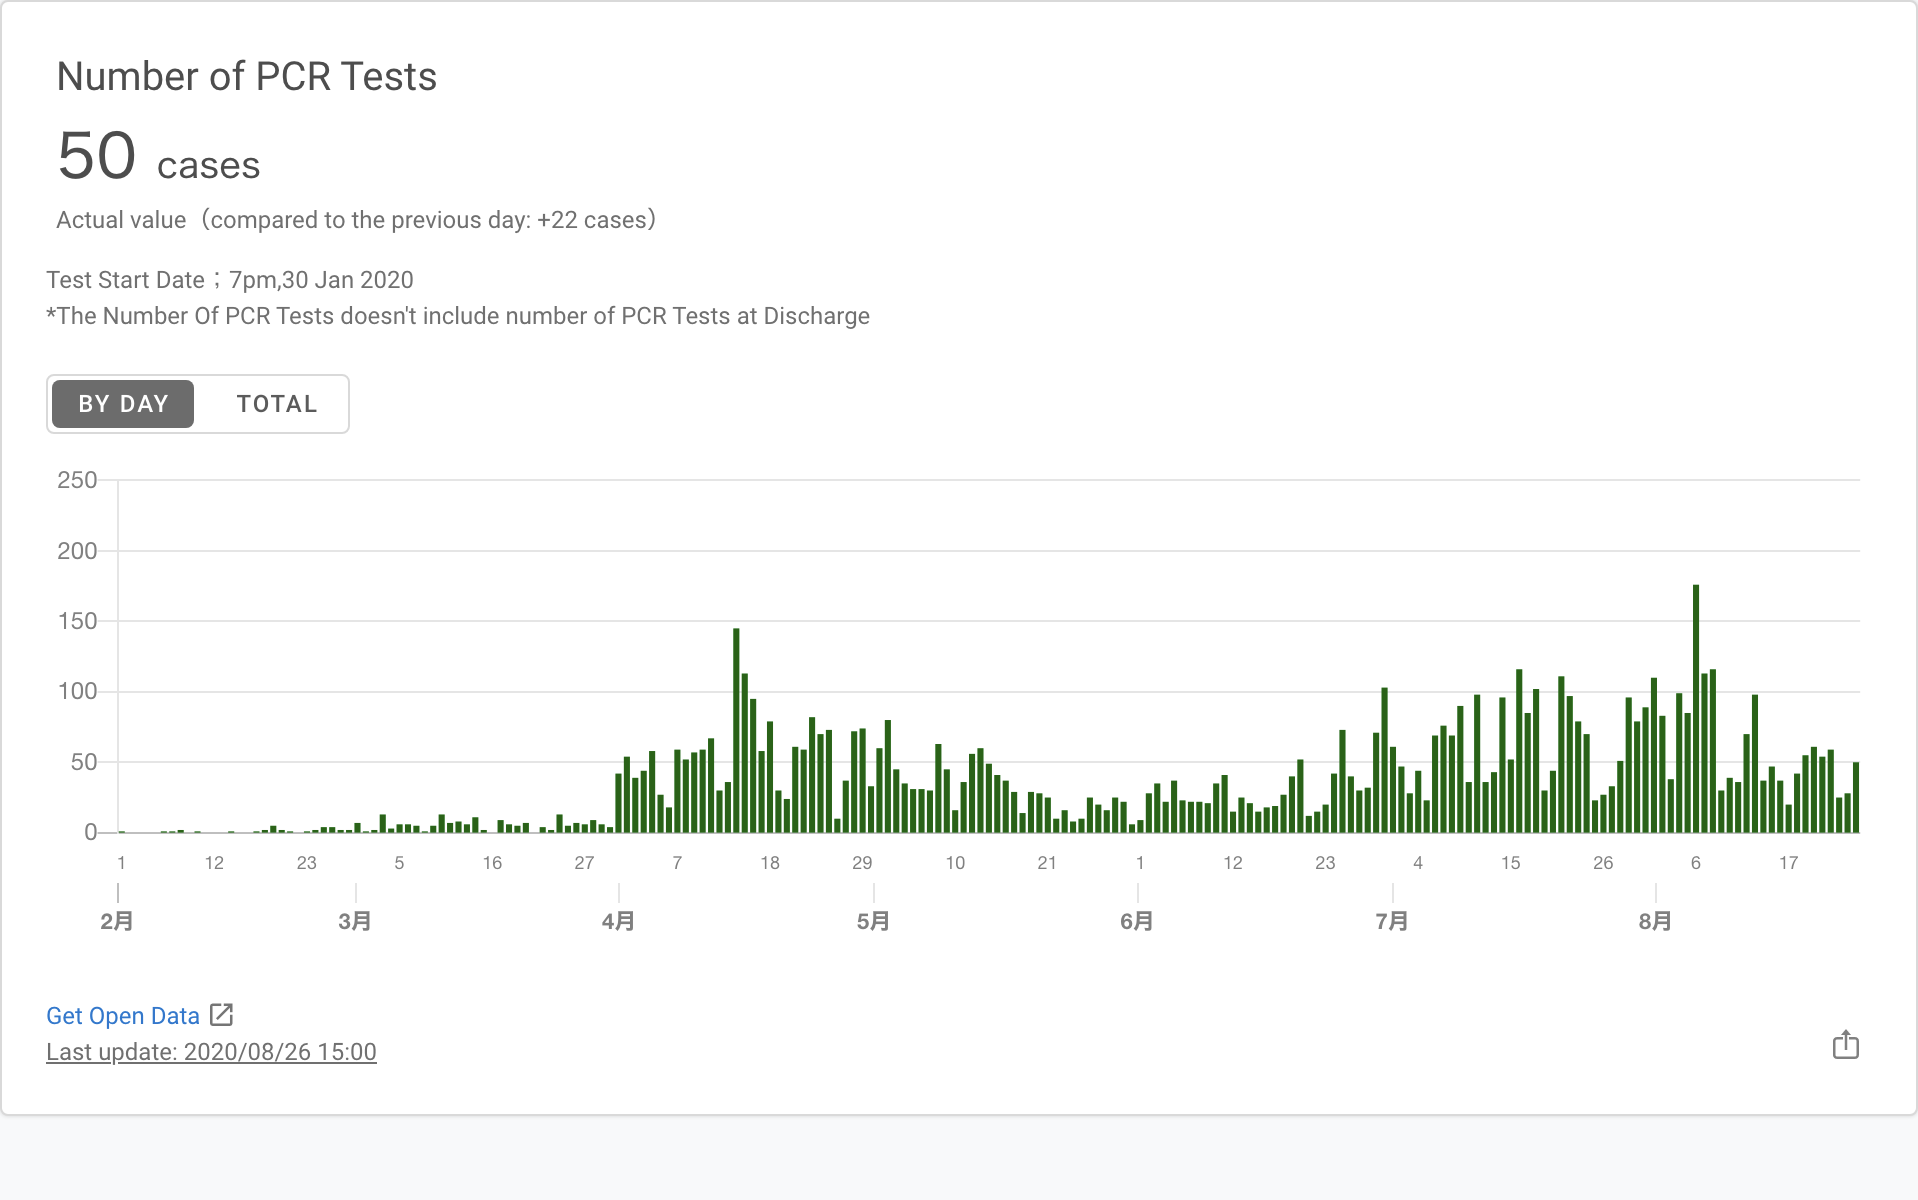 Number of PCR Tests
50 cases
Actual value（compared to the previous day: +22 cases）
Test Start Date；7pm,30 Jan 2020
*The Number Of PCR Tests doesn't include number of PCR Tests at Discharge
BY DAY TOTAL
250
200
150
100
50
0
1 12 23 5 16 27 7 18 29 10 21 1 12 23 4 15 26 6 17
2月 3月 4月 5月 6月 7月 8月
Get Open Data
Last update: 2020/08/26 15:00